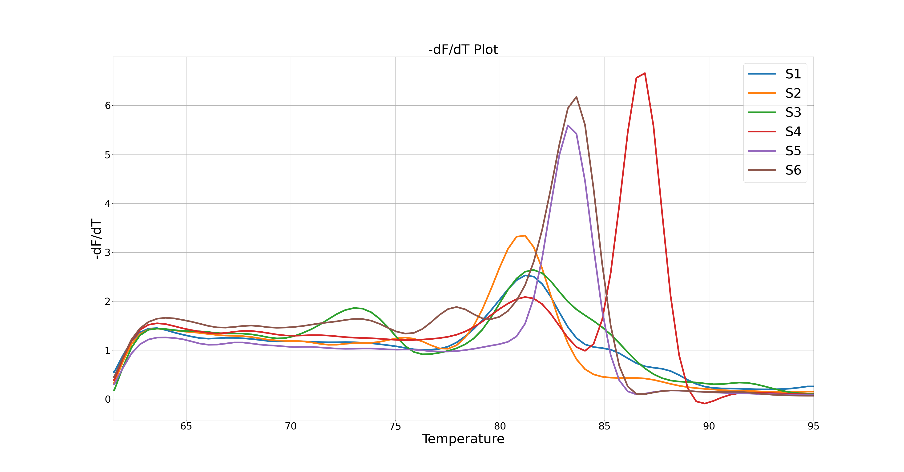 -dF/dT Plot
S1
S2
S3
S4
S5
S6
6
5
4
3
2
1
0
-dF/dT
65 70 75 80 85 90 95
Temperature